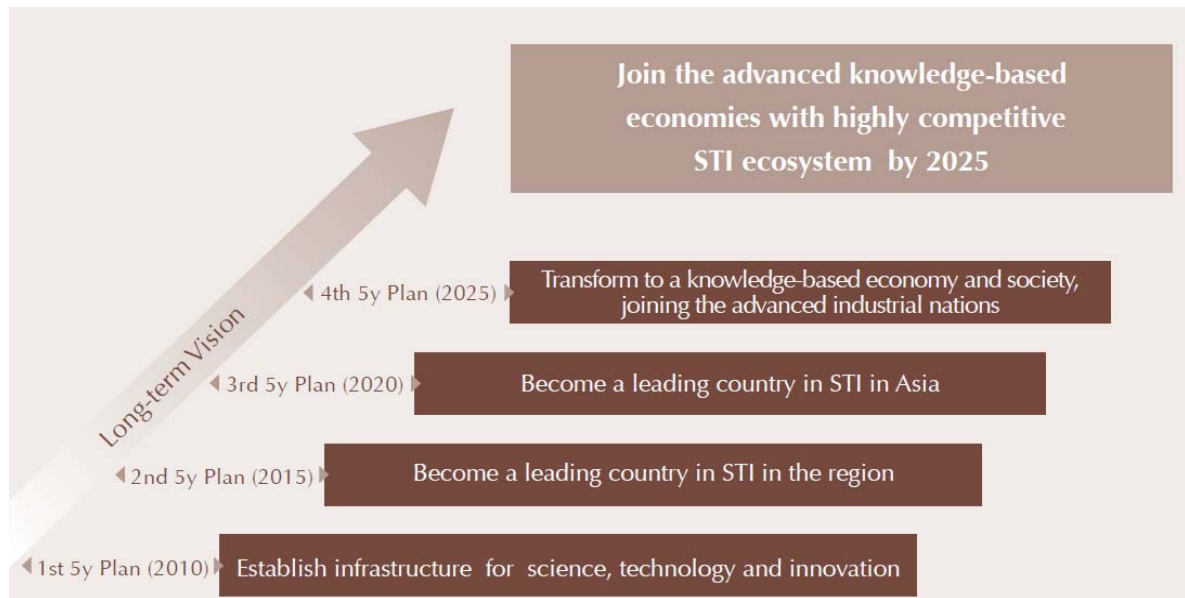 Join the advanced knowledge-based
economies with highly competitive
STI ecosystem by 2025
4th 5y Plan (2025)
Transform to a knowledge-based economy and society,
joining the advanced industrial nations
Long-term Vision
3rd 5y Plan (2020)
Become a leading country in STI in Asia
2nd 5y Plan (2015)
Become a leading country in STI in the region
1st 5y Plan (2010)
Establish infrastructure for science, technology and innovation